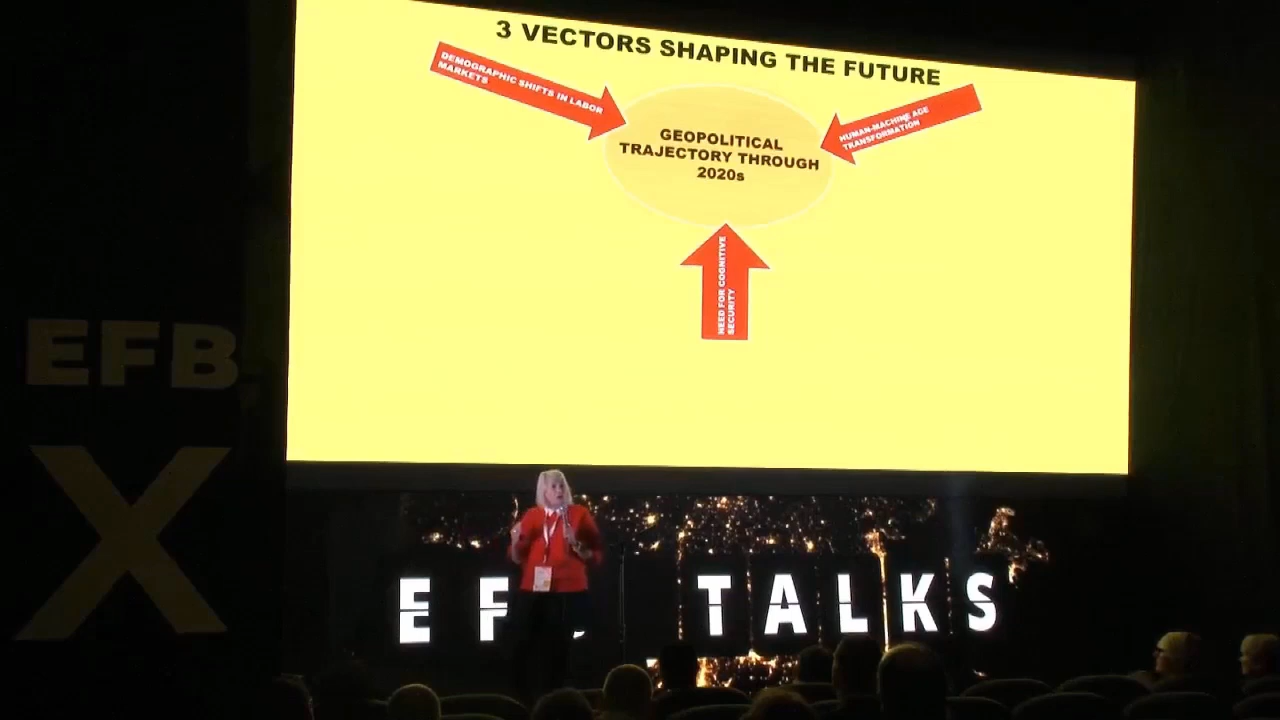 3 VECTORS SHAPING THE FUTURE
DEMOGRAPHIC SHIFTS IN LABOR
MARKETS
HUMAN-MACHINE AGE
TRANSFORMATION
GEOPOLITICAL
TRAJECTORY THROUGH
2020s
NEED FOR COGNITIVE
SECURITY
EFB
X
EF TALKS